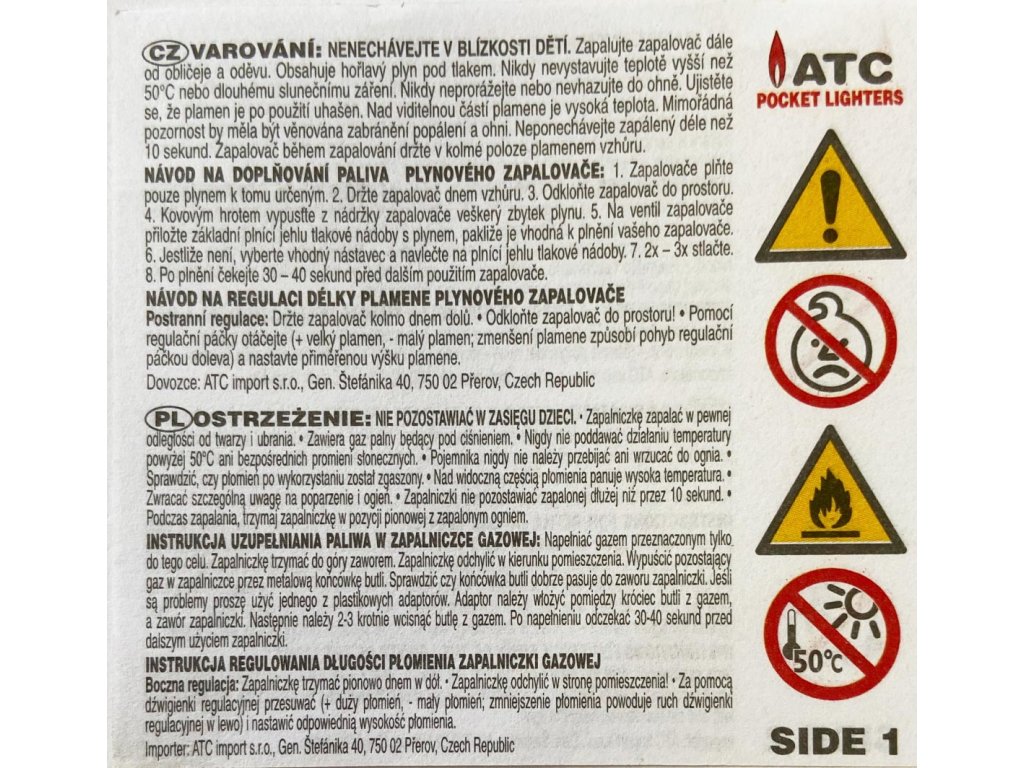 CZ VAROVÁNÍ: NENECHÁVEJTE V BLÍZKOSTI DĚTÍ. Zapalujte zapalovač dále
od obličeje a oděvu. Obsahuje hořlavý plyn pod tlakem. Nikdy nevystavujte teplotě vyšší než
50°C nebo dlouhému slunečnímu záření. Nikdy neprorážejte nebo nevhazujte do ohně. Ujistěte
se, že plamen je po použití uhašen. Nad viditelnou částí plamene je vysoká teplota. Mimořádná
pozornost by měla být věnována zabránění popálení a ohni. Neponechávejte zapálený déle než
10 sekund. Zapalovač během zapalování držte v kolmé poloze plamenem vzhůru.
NÁVOD NA DOPLŇOVÁNÍ PALIVA PLYNOVÉHO ZAPALOVAČE: 1. Zapalovače plňte
pouze plynem k tomu určeným. 2. Držte zapalovač dnem vzhůru. 3. Odkloňte zapalovač do prostoru.
4. Kovovým hrotem vypusťte z nádržky zapalovače veškerý zbytek plynu. 5. Na ventil zapalovače
přiložte základní plnící jehlu tlakové nádoby s plynem, pakliže je vhodná k plnění vašeho zapalovače.
6. Jestliže není, vyberte vhodný nástavec a navlečte na plnící jehlu tlakové nádoby. 7. 2x – 3x stlačte.
8. Po plnění čekejte 30 – 40 sekund před dalším použitím zapalovače.
NÁVOD NA REGULACI DÉLKY PLAMENE PLYNOVÉHO ZAPALOVAČE
Postranní regulace: Držte zapalovač kolmo dnem dolů. • Odkloňte zapalovač do prostoru! • Pomocí
regulační páčky otáčejte (+ velký plamen, - malý plamen; zmenšení plamene způsobí pohyb regulační
páčkou doleva) a nastavte přiměřenou výšku plamene.
Dovozce: ATC import s.r.o., Gen. Štefánika 40, 750 02 Přerov, Czech Republic
PL OSTRZEŻENIE: NIE POZOSTAWIAĆ W ZASIĘGU DZIECI. • Zapalniczkę zapalać w pewnej
odległości od twarzy i ubrania. • Zawiera gaz palny będący pod ciśnieniem. • Nigdy nie poddawać działaniu temperatury
powyżej 50°C ani bezpośrednich promieni słonecznych. • Pojemnika nigdy nie należy przebijać ani wrzucać do ognia. •
Sprawdzić, czy płomień po wykorzystaniu został zgaszony. • Nad widoczną częścią płomienia panuje wysoka temperatura. •
Zwracać szczególną uwagę na poparzenie i ogień. • Zapalniczki nie pozostawiać zapalonej dłużej niż przez 10 sekund. •
Podczas zapalania, trzymaj zapalniczkę w pozycji pionowej z zapalonym ogniem.
INSTRUKCJA UZUPEŁNIANIA PALIWA W ZAPALNICZCE GAZOWEJ: Napełniać gazem przeznaczonym tylko
do tego celu. Zapalniczkę trzymać do góry zaworem. Zapalniczkę odchylić w kierunku pomieszczenia. Wypuścić pozostający
gaz w zapalniczce przez metalową końcówkę butli. Sprawdzić czy końcówka butli dobrze pasuje do zaworu zapalniczki. Jeśli
są problemy proszę użyć jednego z plastikowych adaptorów. Adaptor należy włożyć pomiędzy króciec butli z gazem,
a zawór zapalniczki. Następnie należy 2-3 krotnie wcisnąć butlę z gazem. Po napełnieniu odczekać 30-40 sekund przed
dalszym użyciem zapalniczki.
INSTRUKCJA REGULOWANIA DŁUGOŚCI PŁOMIENIA ZAPALNICZKI GAZOWEJ
Boczna regulacja: Zapalniczkę trzymać pionowo dnem w dół. • Zapalniczkę odchylić w stronę pomieszczenia! • Za pomocą
dźwigienki regulacyjnej przesuwać (+ duży płomień, - mały płomień; zmniejszenie płomienia powoduje ruch dźwigienki
regulacyjnej w lewo) i nastawić odpowiednią wysokość płomienia.
Importer: ATC import s.r.o., Gen. Štefánika 40, 750 02 Přerov, Czech Republic
ATC
POCKET LIGHTERS
50°C
SIDE 1